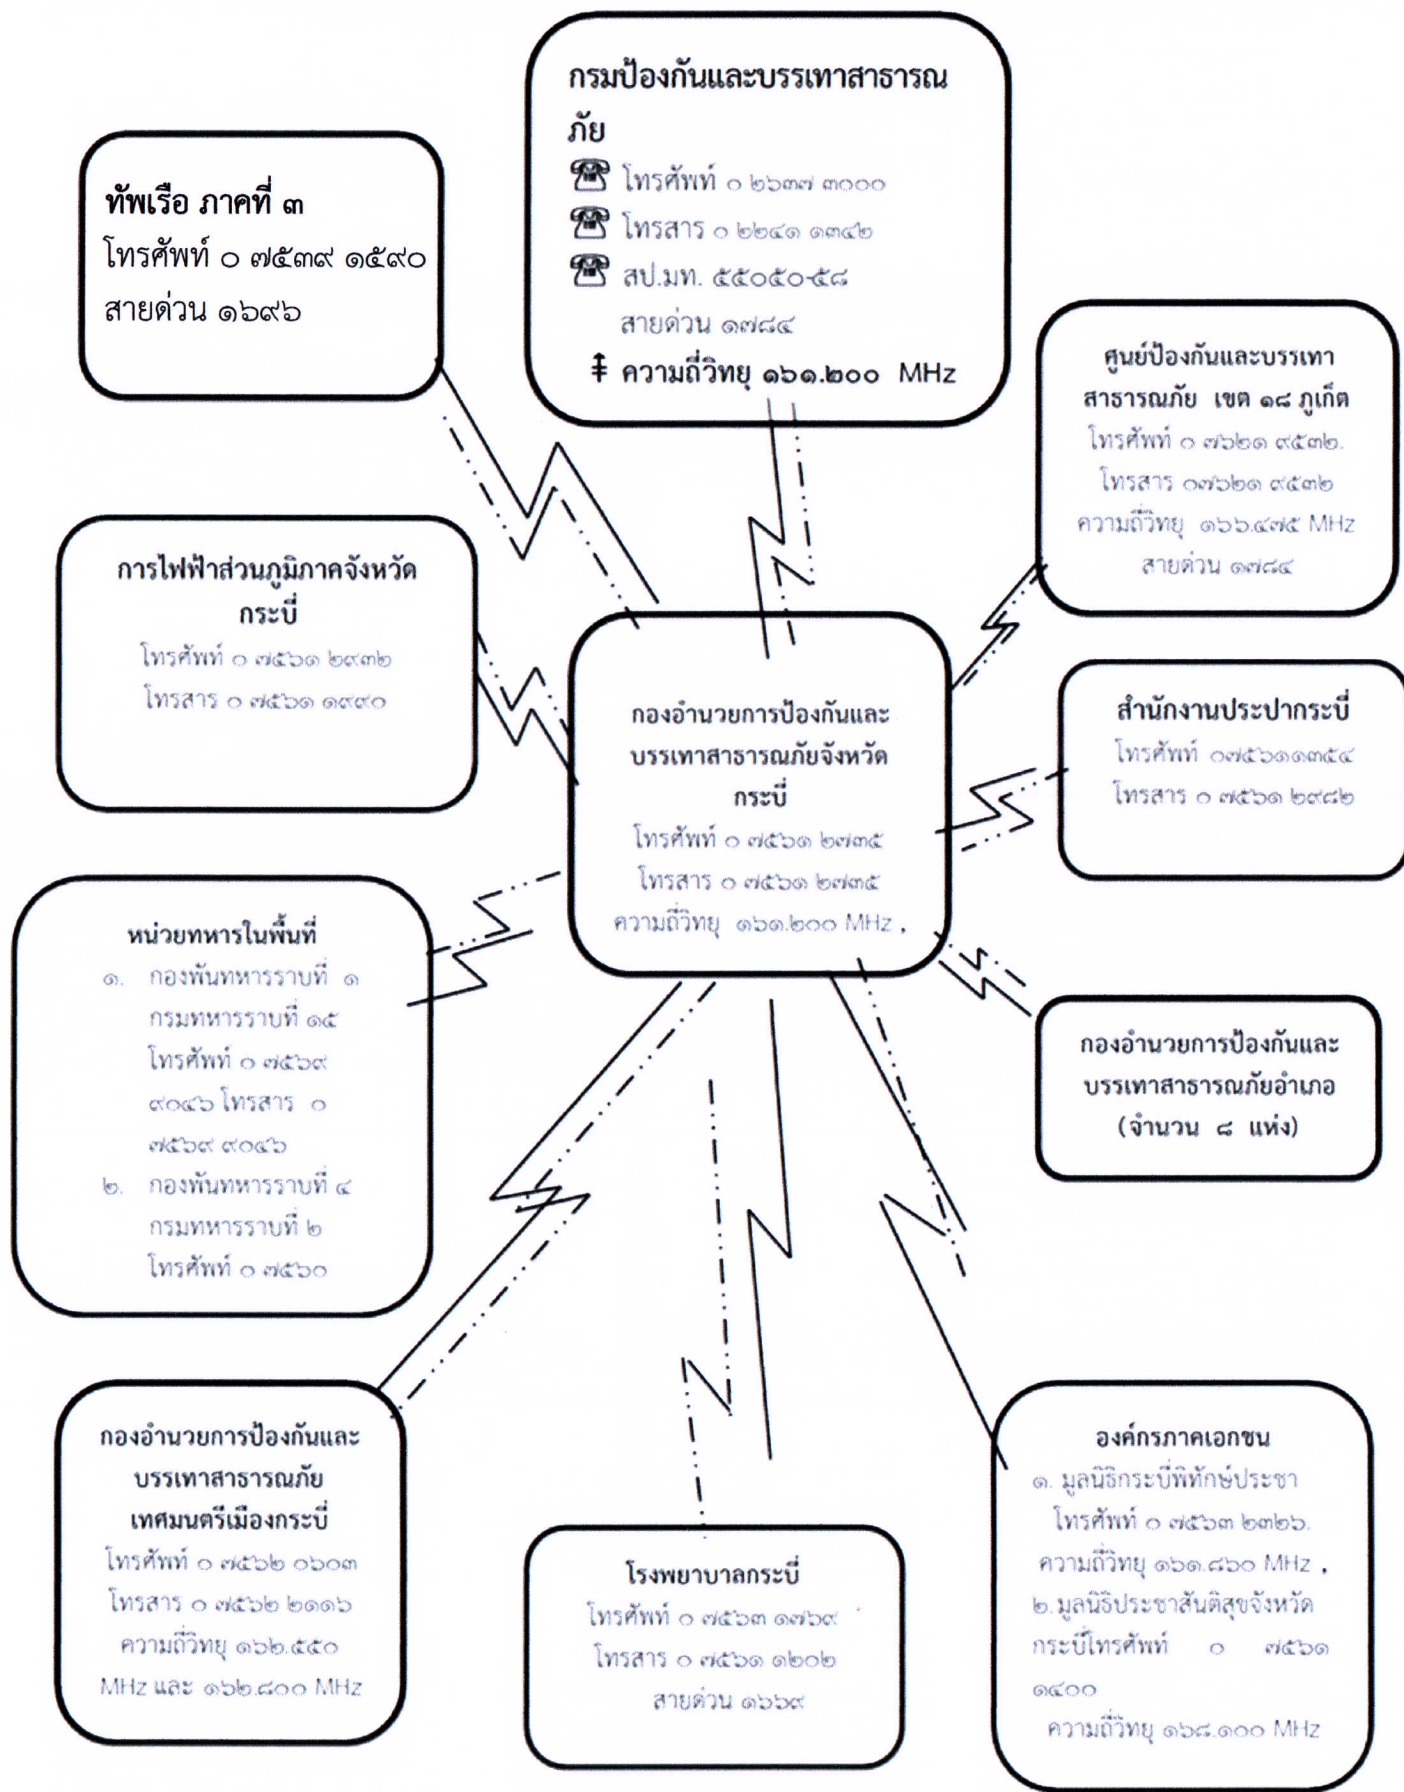 กรมป้องกันและบรรเทาสาธารณ
ภัย
โทรศัพท์ ๐ ๒๖๓๗ ๓๐๐๐
โทรสาร ๐ ๒๒๔๑ ๑๓๔๒
สป.มท. ๕๕๐๕๐-๕๘
สายด่วน ๑๗๘๔
ความถี่วิทยุ ๑๖๑.๒๐๐ MHz
ทัพเรือ ภาคที่ ๓
โทรศัพท์ ๐ ๗๕๓๙ ๑๕๙๐
สายด่วน ๑๖๙๖
ศูนย์ป้องกันและบรรเทา
สาธารณภัย เขต ๑๘ ภูเก็ต
โทรศัพท์ ๐ ๗๖๒๑ ๙๕๓๒.
โทรสาร ๐๗๖๒๑ ๙๕๓๒
ความถี่วิทยุ ๑๖๖.๔๗๕ MHz
สายด่วน ๑๗๘๔
การไฟฟ้าส่วนภูมิภาคจังหวัด
กระบี่
โทรศัพท์ ๐ ๗๕๖๑ ๒๙๓๒
โทรสาร ๐ ๗๕๖๑ ๑๙๙๐
กองอำนวยการป้องกันและ
บรรเทาสาธารณภัยจังหวัด
กระบี่
โทรศัพท์ ๐ ๗๕๖๑ ๒๗๓๕
โทรสาร ๐ ๗๕๖๑ ๒๗๓๕
ความถี่วิทยุ ๑๖๑.๒๐๐ MHz ,
สำนักงานประปากระบี่
โทรศัพท์ ๐๗๕๖๑๑๓๕๔
โทรสาร ๐ ๗๕๖๑ ๒๙๘๒
หน่วยทหารในพื้นที่
๑. กองพันทหารราบที่ ๑
กรมทหารราบที่ ๑๕
โทรศัพท์ ๐ ๗๕๖๙
๙๐๔๖ โทรสาร ๐
๗๕๖๙ ๙๐๔๖
๒. กองพันทหารราบที่ ๔
กรมทหารราบที่ ๒
โทรศัพท์ ๐ ๗๕๖๐
กองอำนวยการป้องกันและ
บรรเทาสาธารณภัยอำเภอ
(จำนวน ๘ แห่ง)
กองอำนวยการป้องกันและ
บรรเทาสาธารณภัย
เทศมนตรีเมืองกระบี่
โทรศัพท์ ๐ ๗๕๖๒ ๐๖๐๓
โทรสาร ๐ ๗๕๖๒ ๒๑๑๖
ความถี่วิทยุ ๑๖๒.๕๕๐
MHz และ ๑๖๒.๘๐๐ MHz
โรงพยาบาลกระบี่
โทรศัพท์ ๐ ๗๕๖๓ ๑๗๖๙
โทรสาร ๐ ๗๕๖๑ ๑๒๐๒
สายด่วน ๑๖๖๙
องค์กรภาคเอกชน
๑. มูลนิธิกระบี่พิทักษ์ประชา
โทรศัพท์ ๐ ๗๕๖๓ ๒๓๒๖.
ความถี่วิทยุ ๑๖๑.๘๖๐ MHz ,
๒.มูลนิธิประชาสันติสุขจังหวัด
กระบี่โทรศัพท์ ๐ ๗๕๖๑
๑๔๐๐
ความถี่วิทยุ ๑๖๘.๑๐๐ MHz